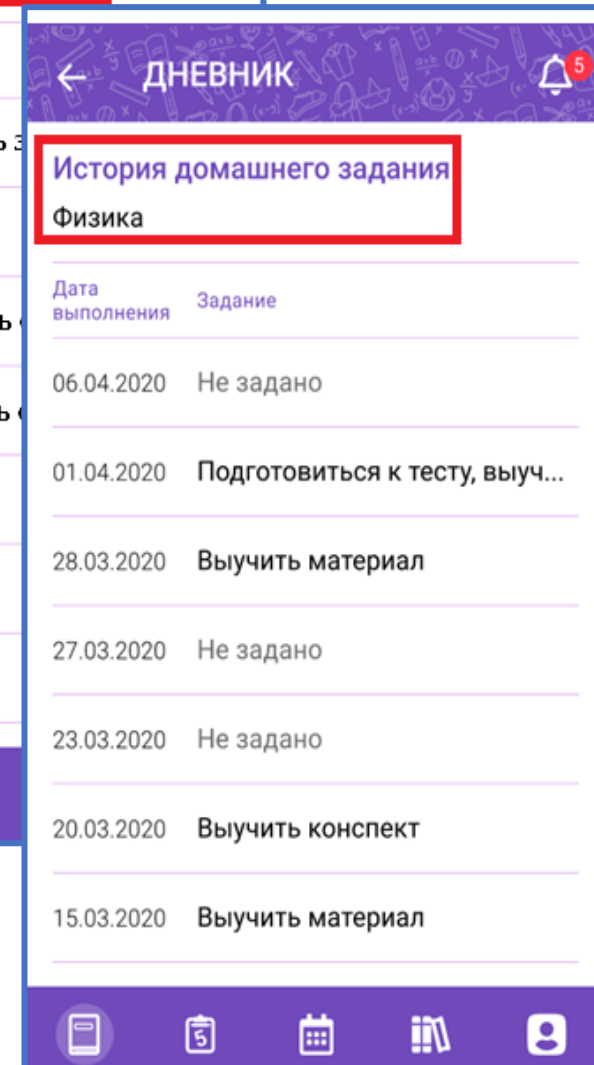 ДНЕВНИК
5
История домашнего задания
Физика
Дата
выполнения
Задание
06.04.2020 Не задано
01.04.2020 Подготовиться к тесту, выуч...
28.03.2020 Выучить материал
27.03.2020 Не задано
23.03.2020 Не задано
20.03.2020 Выучить конспект
15.03.2020 Выучить материал
5